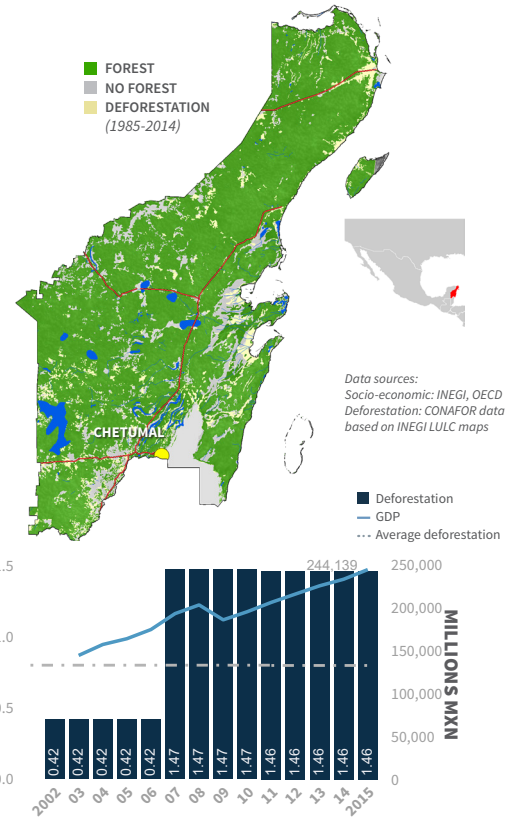 FOREST
NO FOREST
DEFORESTATION
(1985-2014)
CHETUMAL
Data sources:
Socio-economic: INEGI, OECD
Deforestation: CONAFOR data
based on INEGI LULC maps
Deforestation
GDP
Average deforestation
1.5
1.0
0.5
0.0
244,139
250,000
200,000
150,000
100,000
50,000
0
MILLIONS MXN
0.42 0.42 0.42 0.42 0.42 1.47 1.47 1.47 1.47 1.46 1.46 1.46 1.46 1.46
2002 03 04 05 06 07 08 09 10 11 12 13 14 2015